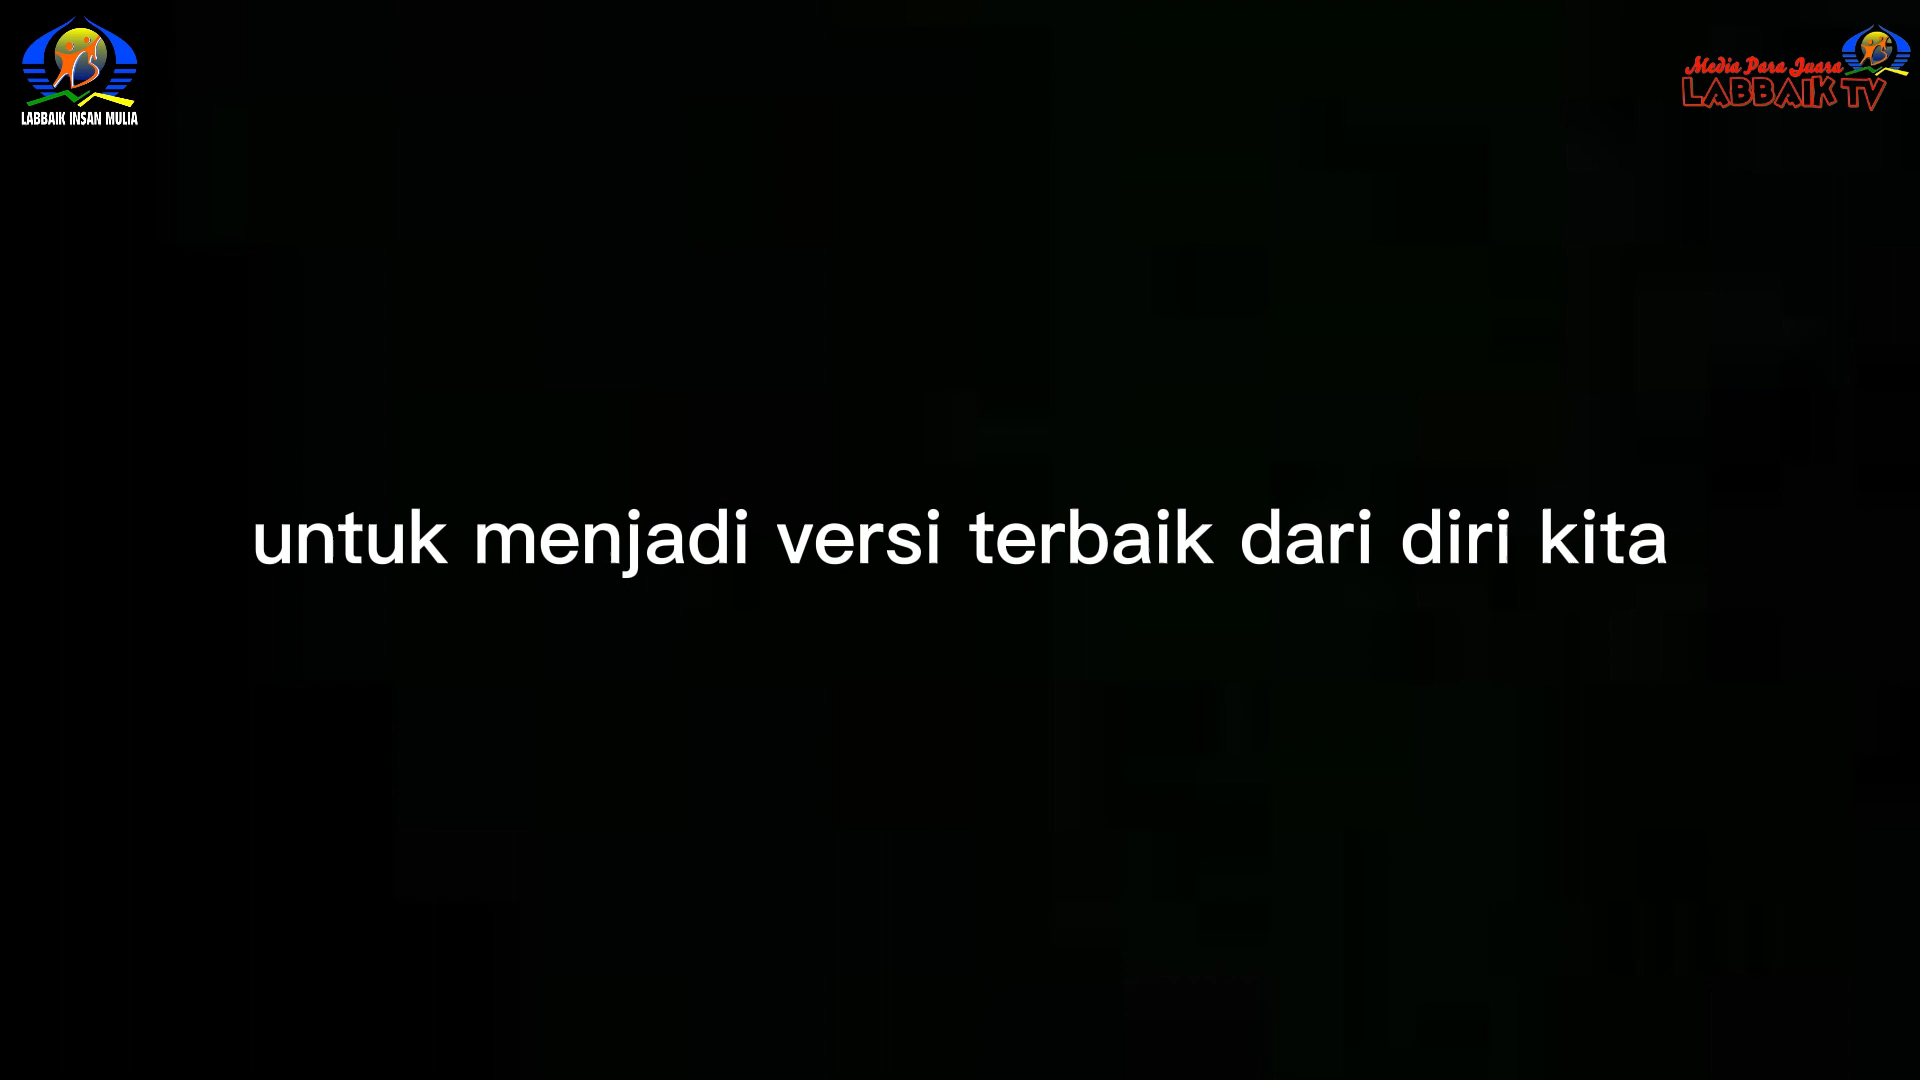 LABBAIK INSAN MULIA
Media Para Juara
LABBAIK TV
untuk menjadi versi terbaik dari diri kita